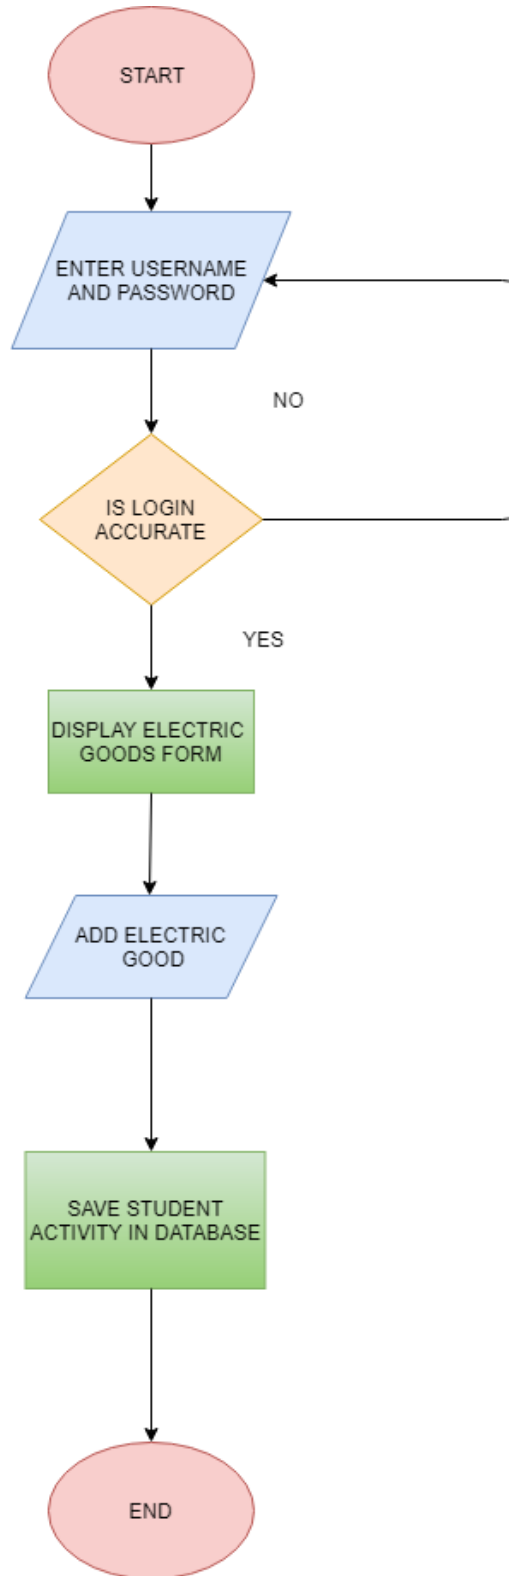 START
ENTER USERNAME
AND PASSWORD
NO
IS LOGIN
ACCURATE
YES
DISPLAY ELECTRIC
GOODS FORM
ADD ELECTRIC
GOOD
SAVE STUDENT
ACTIVITY IN DATABASE
END